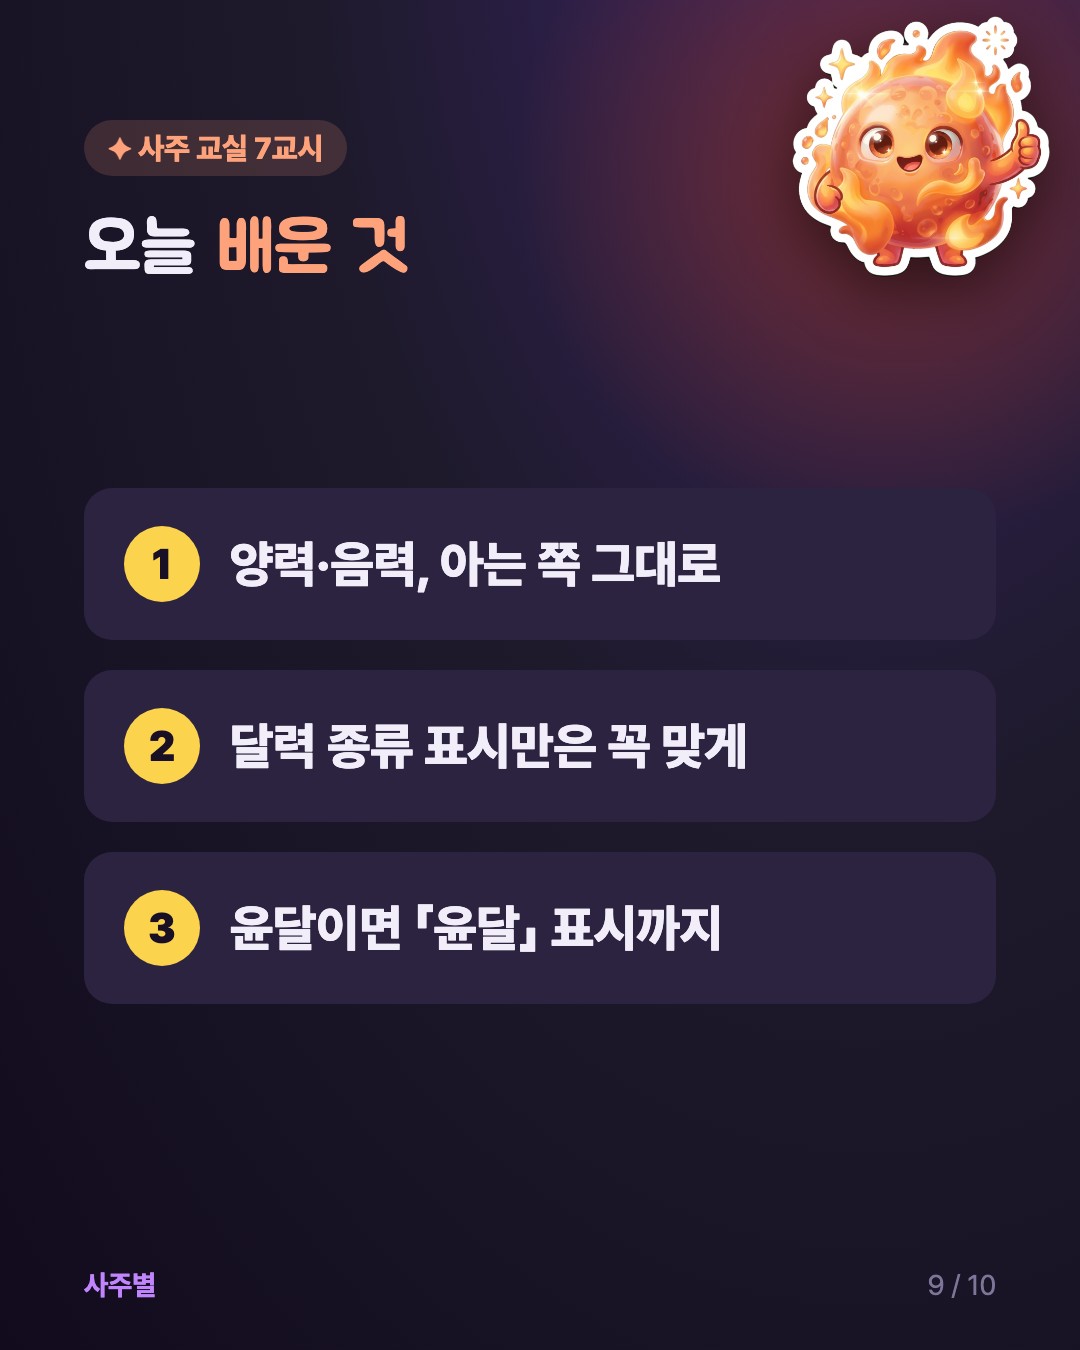 ✦ 사주 교실 7교시
오늘 배운 것
1 양력·음력, 아는 쪽 그대로
2 달력 종류 표시만은 꼭 맞게
3 윤달이면 「윤달」 표시까지
사주별
9 / 10